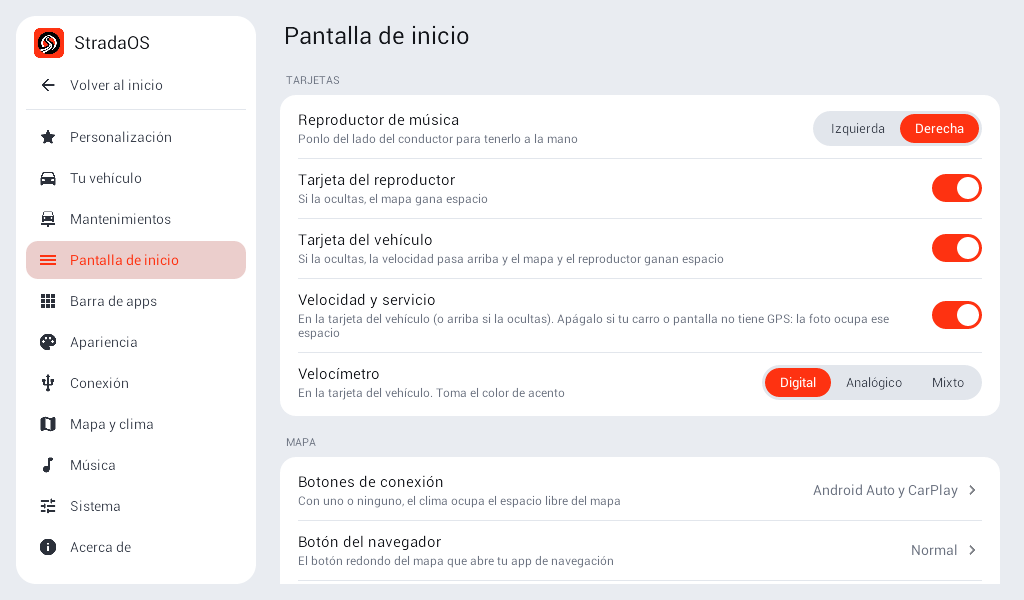 StradaOS
Volver al inicio
Personalización
Tu vehículo
Mantenimientos
Pantalla de inicio
Barra de apps
Apariencia
Conexión
Mapa y clima
Música
Sistema
Acerca de
Pantalla de inicio
TARJETAS
Reproductor de música
Ponlo del lado del conductor para tenerlo a la mano
Izquierda Derecha
Tarjeta del reproductor
Si la ocultas, el mapa gana espacio
Tarjeta del vehículo
Si la ocultas, la velocidad pasa arriba y el mapa y el reproductor ganan espacio
Velocidad y servicio
En la tarjeta del vehículo (o arriba si la ocultas). Apágalo si tu carro o pantalla no tiene GPS: la foto ocupa ese
espacio
Velocímetro
En la tarjeta del vehículo. Toma el color de acento
Digital Analógico Mixto
MAPA
Botones de conexión
Con uno o ninguno, el clima ocupa el espacio libre del mapa
Android Auto y CarPlay
Botón del navegador
El botón redondo del mapa que abre tu app de navegación
Normal